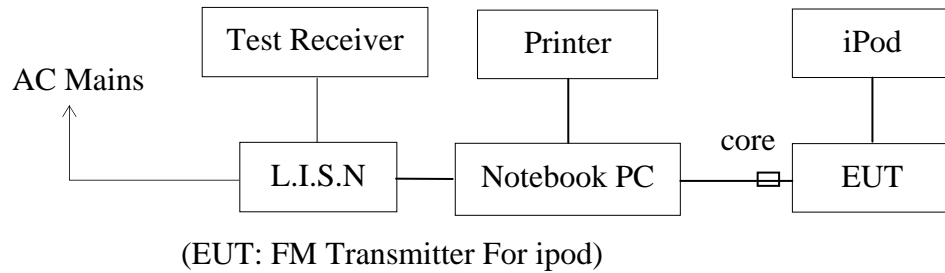 Test Receiver
Printer
iPod
AC Mains
core
L.I.S.N
Notebook PC
EUT
(EUT: FM Transmitter For ipod)